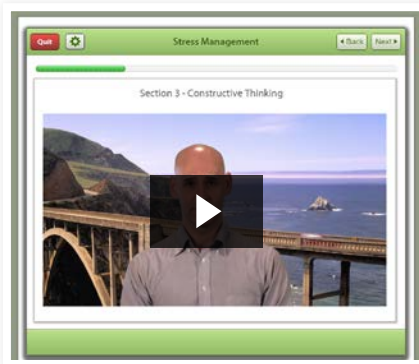 Quit
Stress Management
Back
Next
Section 3 - Constructive Thinking